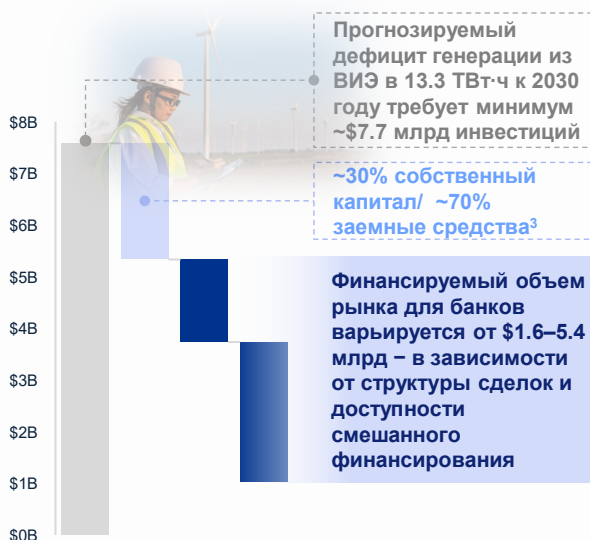 Прогнозируемый
дефицит генерации из
ВИЭ в 13.3 ТВт·ч к 2030
году требует минимум
~$7.7 млрд инвестиций
~30% собственный
капитал/ ~70%
заемные средства³
Финансируемый объем
рынка для банков
варьируется от $1.6–5.4
млрд – в зависимости
от структуры сделок и
доступности
смешанного
финансирования
$8B
$7B
$6B
$5B
$4B
$3B
$2B
$1B
$0B